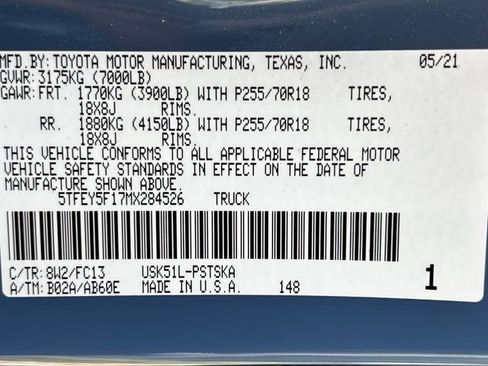 MFD.BY: TOYOTA MOTOR MANUFACTURING, TEXAS, INC. 05/21
GVWR: 3175KG (7000LB)
GAWR: FRT. 1770KG (3900LB) WITH P255/70R18 TIRES,
18X8J RIMS.
RR. 1880KG (4150LB) WITH P255/70R18 TIRES,
18X8J RIMS.
THIS VEHICLE CONFORMS TO ALL APPLICABLE FEDERAL MOTOR
VEHICLE SAFETY STANDARDS IN EFFECT ON THE DATE OF
MANUFACTURE SHOWN ABOVE.
5TFEY5F17MX284526 TRUCK
C/TR: 8W2/FC13 USK51L-PSTSKA
A/TM: B02A/AB60E MADE IN U.S.A. 148 1